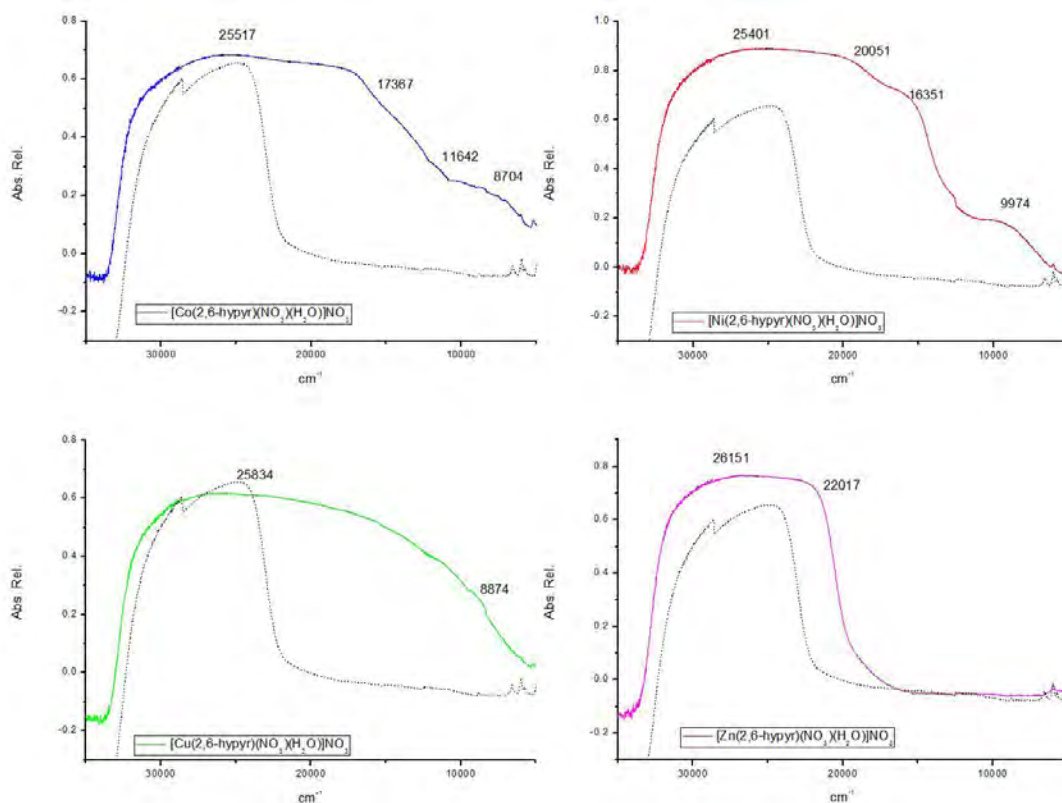 25517
17367
11642
8704
0.8
0.6
0.4
0.2
0.0
-0.2
Abs. Rel.
[Co(2,6-hypyr)(NO₃)(H₂O)]NO₃
30000 20000 10000
cm⁻¹
25401
20051
16351
9974
1.0
0.8
0.6
0.4
0.2
0.0
-0.2
Abs. Rel.
[Ni(2,6-hypyr)(NO₃)(H₂O)]NO₃
30000 20000 10000
cm⁻¹
25834
8874
0.8
0.6
0.4
0.2
0.0
-0.2
Abs. Rel.
[Cu(2,6-hypyr)(NO₃)(H₂O)]NO₃
30000 20000 10000
cm⁻¹
26151
22017
0.8
0.6
0.4
0.2
0.0
-0.2
Abs. Rel.
[Zn(2,6-hypyr)(NO₃)(H₂O)]NO₃
30000 20000 10000
cm⁻¹